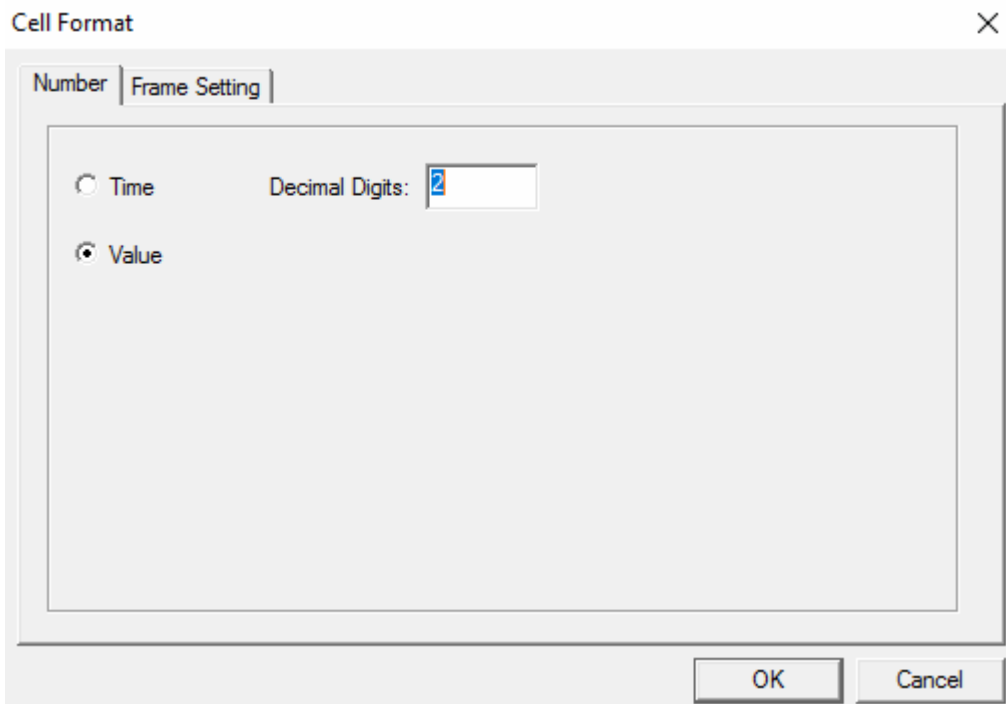 Cell Format
Number Frame Setting
Time Decimal Digits: 2
Value
OK Cancel